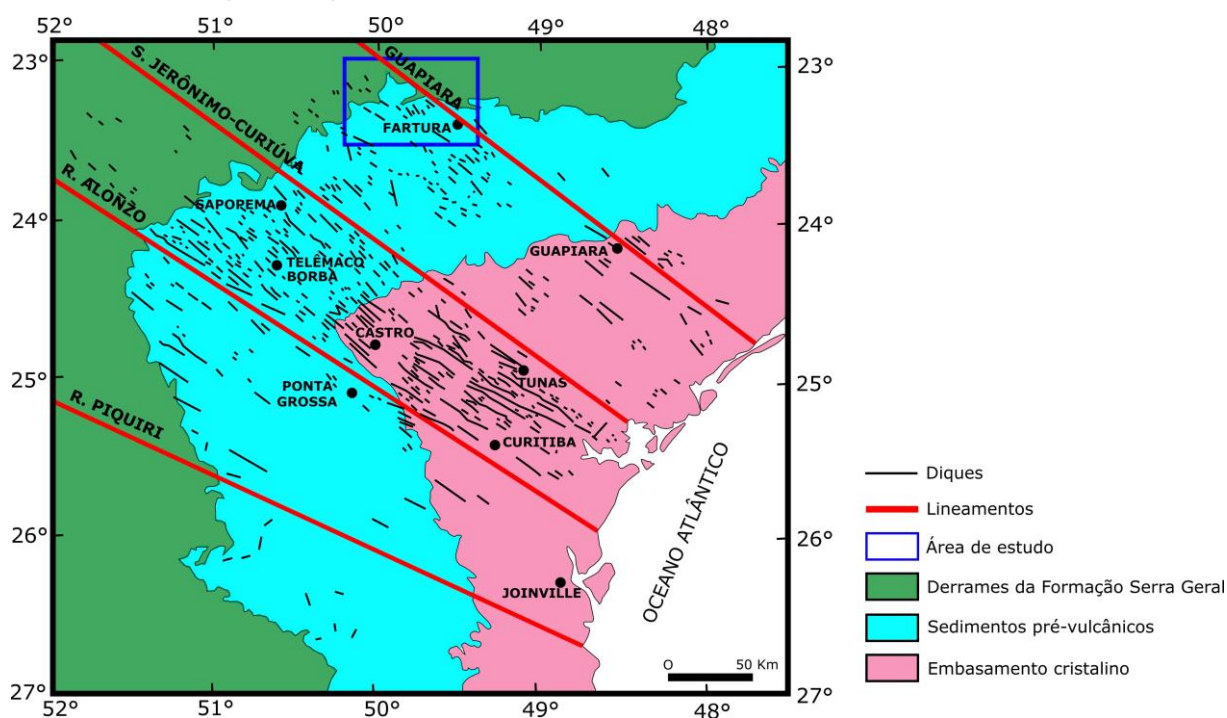 52°
51°
50°
49°
48°
23°
23°
S. JERÔNIMO-CURIÚVA
GUAPIARA
FARTURA
R. ALONZO
SAPOPEMA
24°
24°
TELÊMACO
BORBA
GUAPIARA
CASTRO
TUNAS
25°
25°
PONTA
GROSSA
R. PIQUIRI
CURITIBA
26°
26°
JOINVILLE
OCEANO ATLÂNTICO
0 50 Km
27°
27°
52°
51°
50°
49°
48°
Diques
Lineamentos
Área de estudo
Derrames da Formação Serra Geral
Sedimentos pré-vulcânicos
Embasamento cristalino